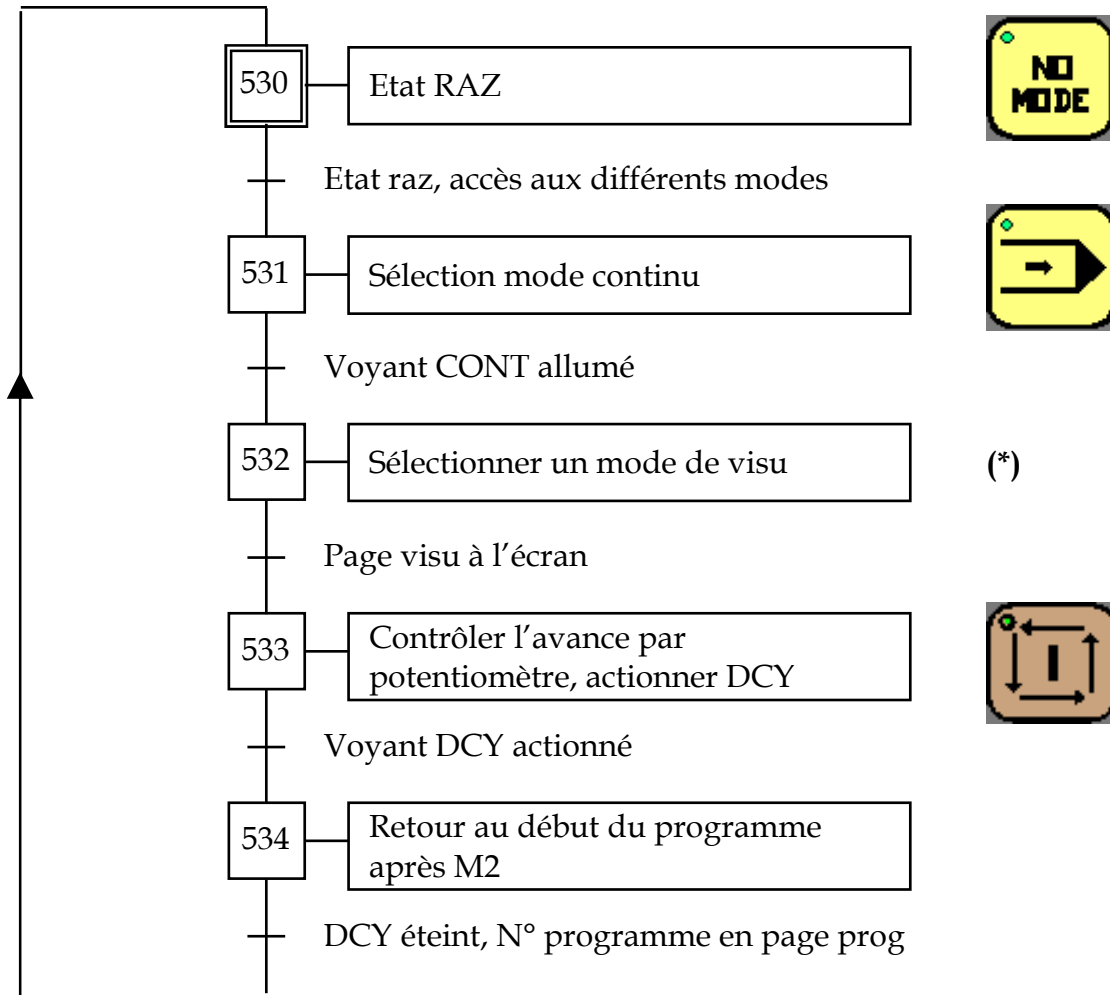 530
Etat RAZ
NO
MODE
Etat raz, accès aux différents modes
531
Sélection mode continu
Voyant CONT allumé
532
Sélectionner un mode de visu
(*)
Page visu à l’écran
533
Contrôler l’avance par
potentiomètre, actionner DCY
I
Voyant DCY actionné
534
Retour au début du programme
après M2
DCY éteint, N° programme en page prog